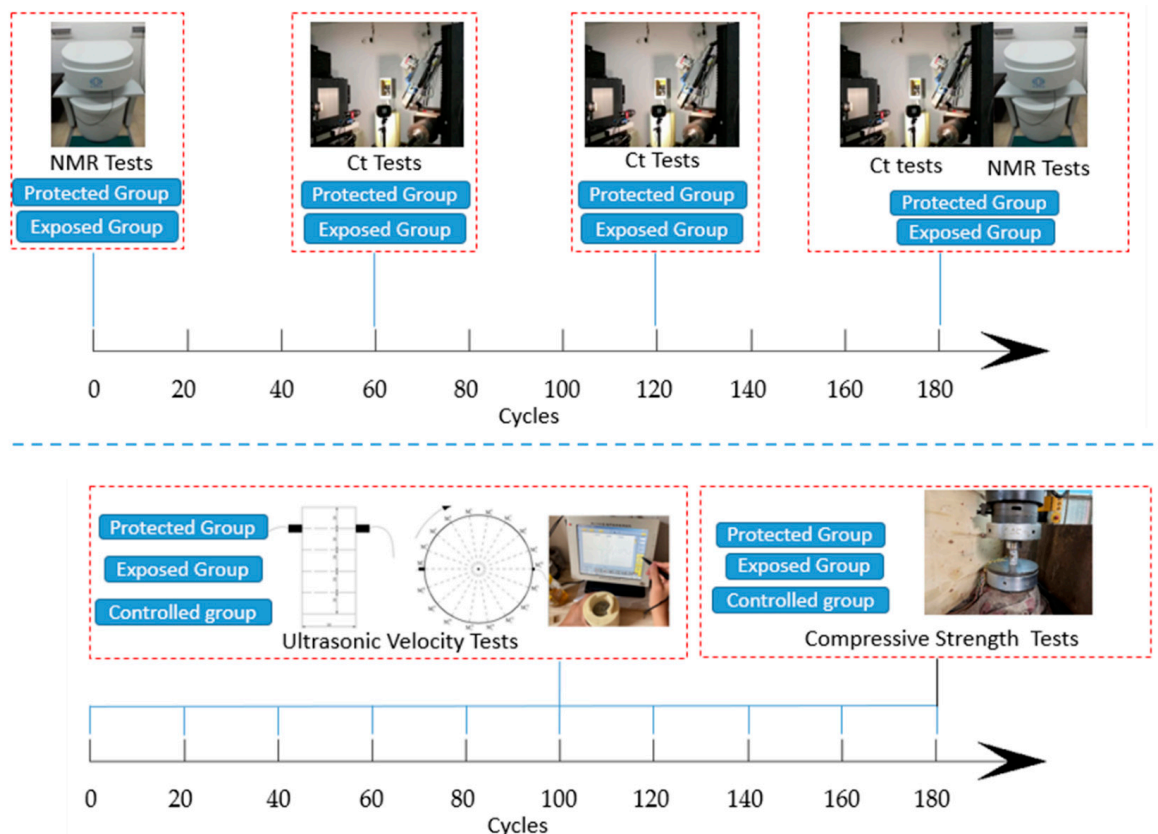 NMR Tests
Protected Group
Exposed Group
Ct Tests
Protected Group
Exposed Group
Ct Tests
Protected Group
Exposed Group
Ct tests
NMR Tests
Protected Group
Exposed Group
0 20 40 60 80 100 120 140 160 180
Cycles
Protected Group
Exposed Group
Controlled group
Ultrasonic Velocity Tests
Protected Group
Exposed Group
Controlled group
Compressive Strength Tests
0 20 40 60 80 100 120 140 160 180
Cycles